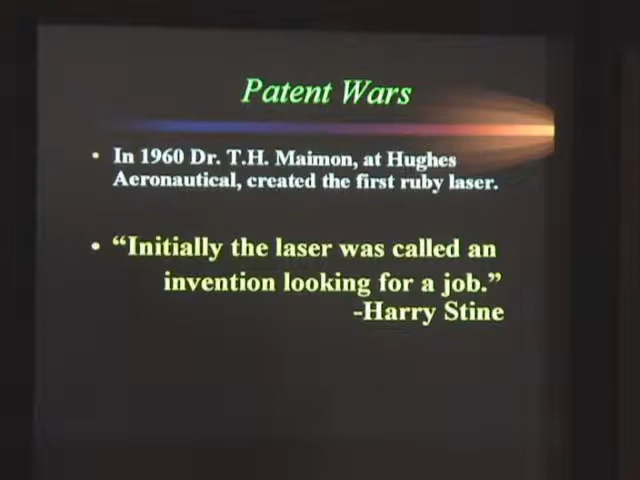 Patent Wars
• In 1960 Dr. T.H. Maimon, at Hughes
Aeronautical, created the first ruby laser.
• “Initially the laser was called an
invention looking for a job.”
-Harry Stine